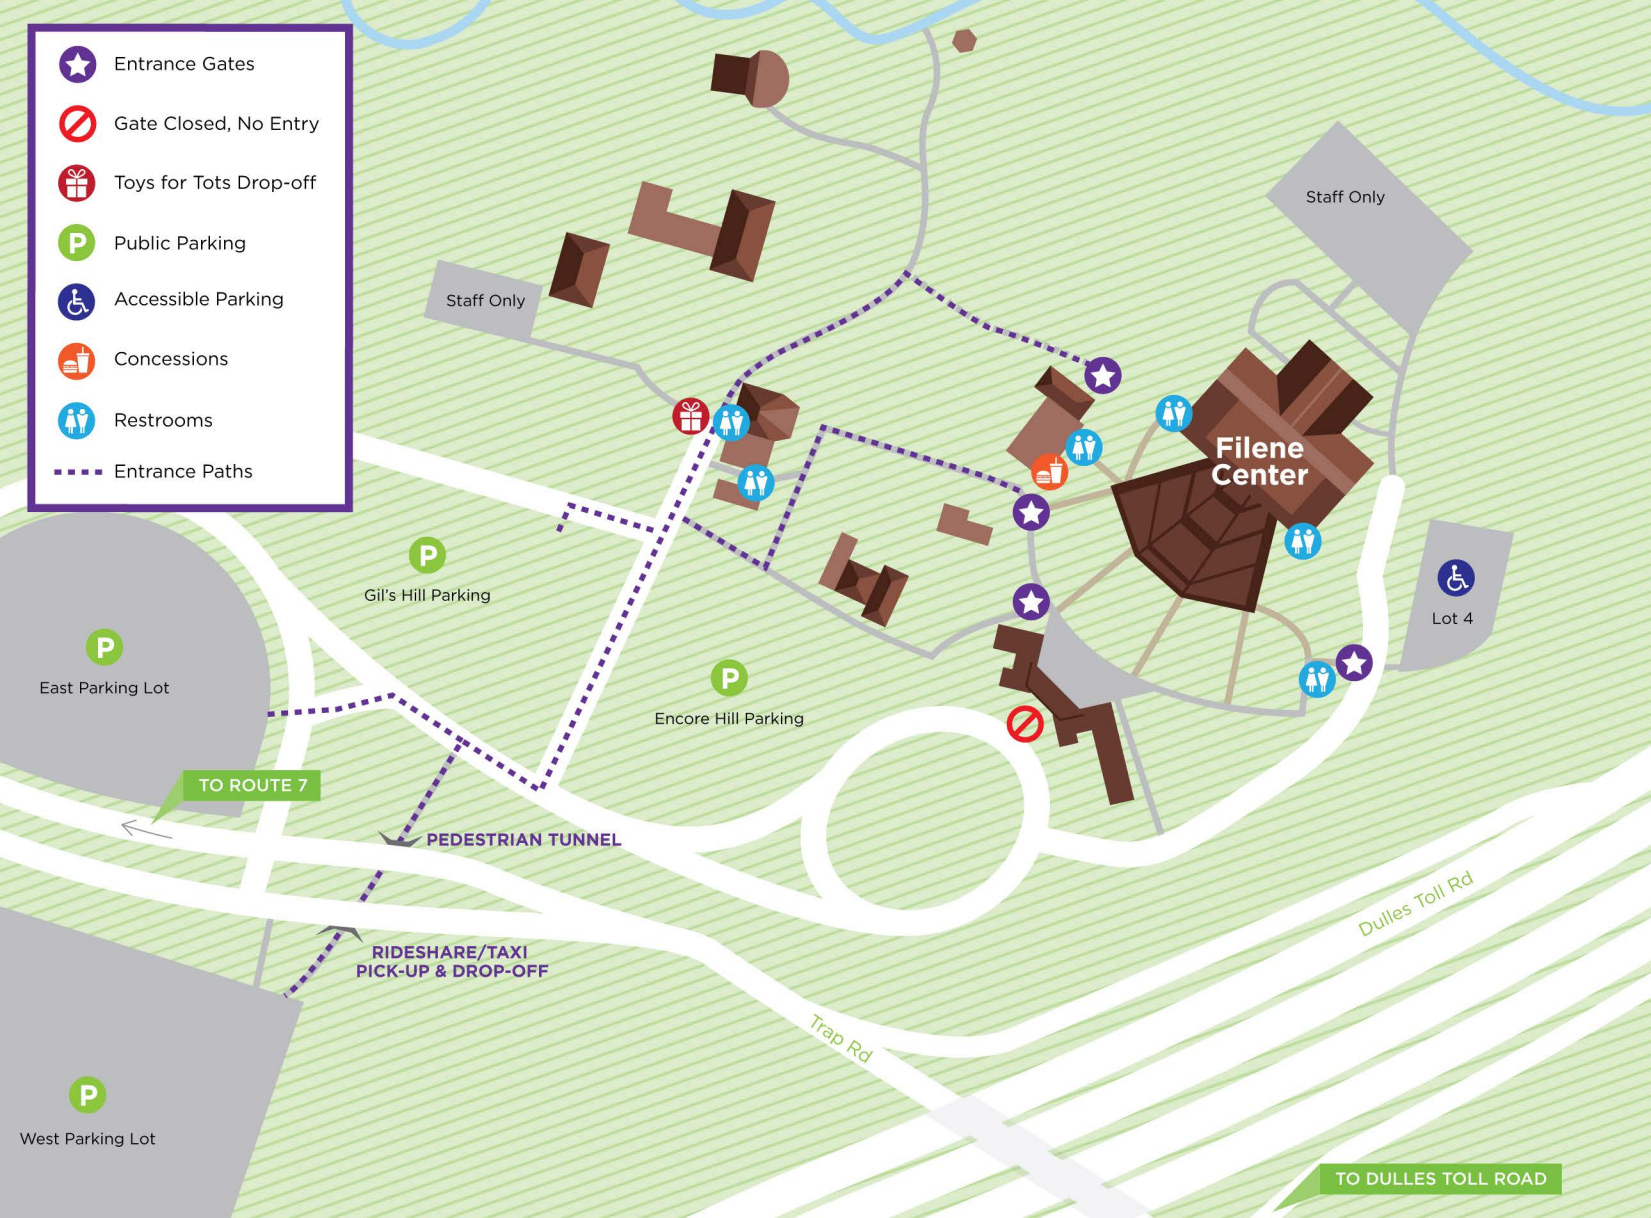 Entrance Gates
Gate Closed, No Entry
Toys for Tots Drop-off
P
Public Parking
Accessible Parking
Concessions
Restrooms
Entrance Paths
Staff Only
Staff Only
Filene
Center
P
Gil's Hill Parking
P
East Parking Lot
P
Encore Hill Parking
Lot 4
TO ROUTE 7
PEDESTRIAN TUNNEL
RIDESHARE/TAXI
PICK-UP & DROP-OFF
Dulles Toll Rd
Trap Rd
P
West Parking Lot
TO DULLES TOLL ROAD